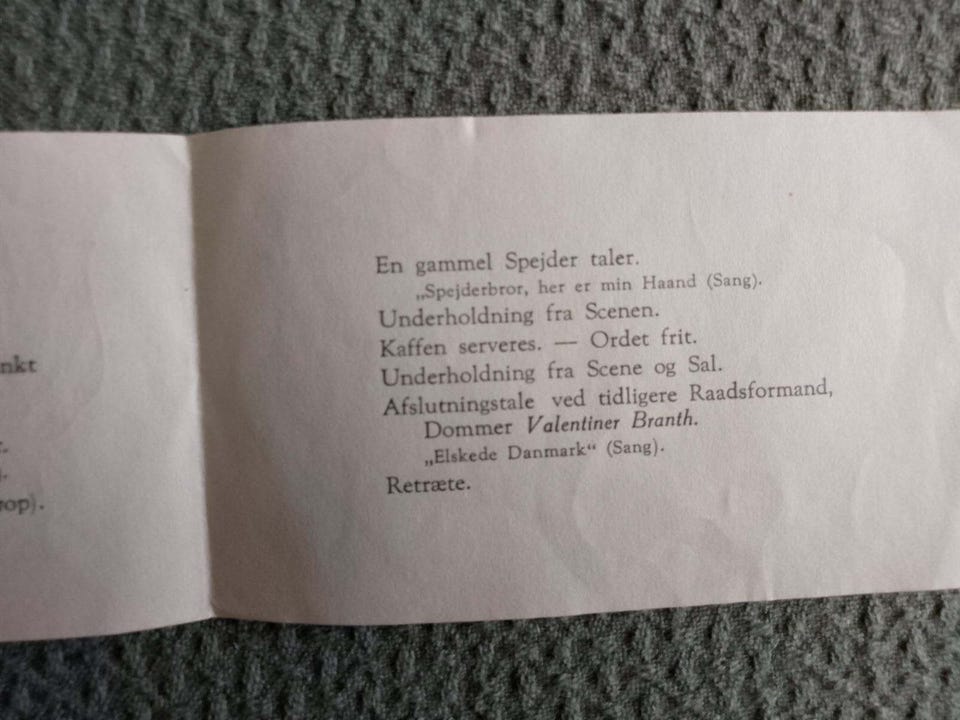 nkt
r.
).
rop).
En gammel Spejder taler.
„Spejderbror, her er min Haand (Sang).
Underholdning fra Scenen.
Kaffen serveres. — Ordet frit.
Underholdning fra Scene og Sal.
Afslutningstale ved tidligere Raadsformand,
Dommer Valentiner Branth.
„Elskede Danmark“ (Sang).
Retræte.